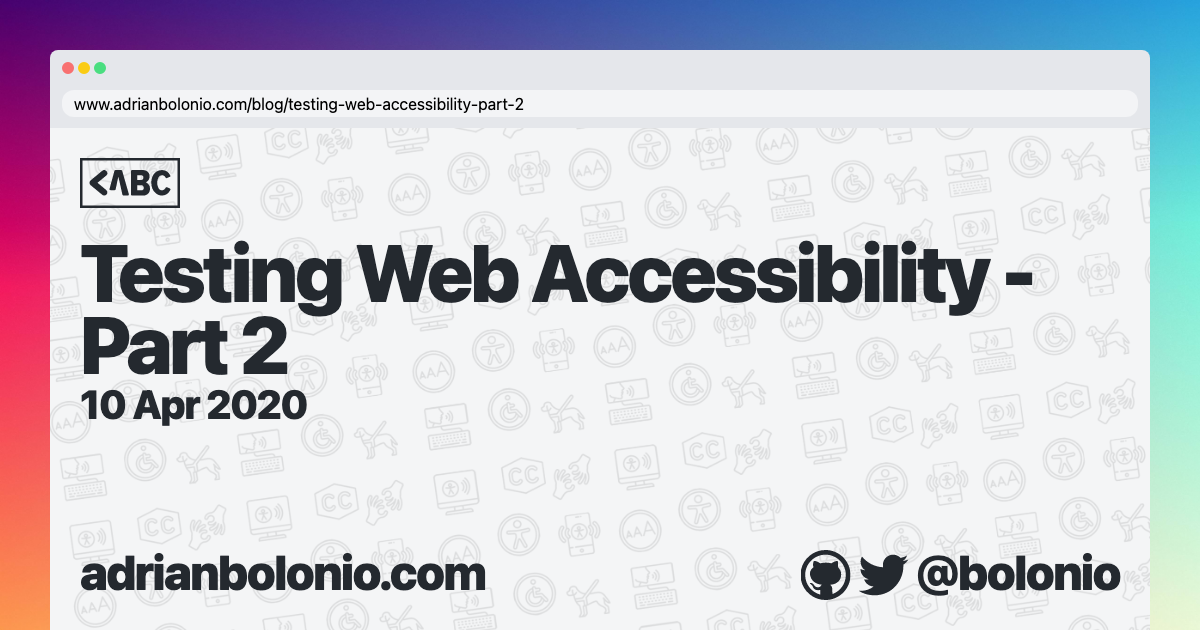 www.adrianbolonio.com/blog/testing-web-accessibility-part-2
<ABC
Testing Web Accessibility -
Part 2
10 Apr 2020
adrianbolonio.com
@bolonio